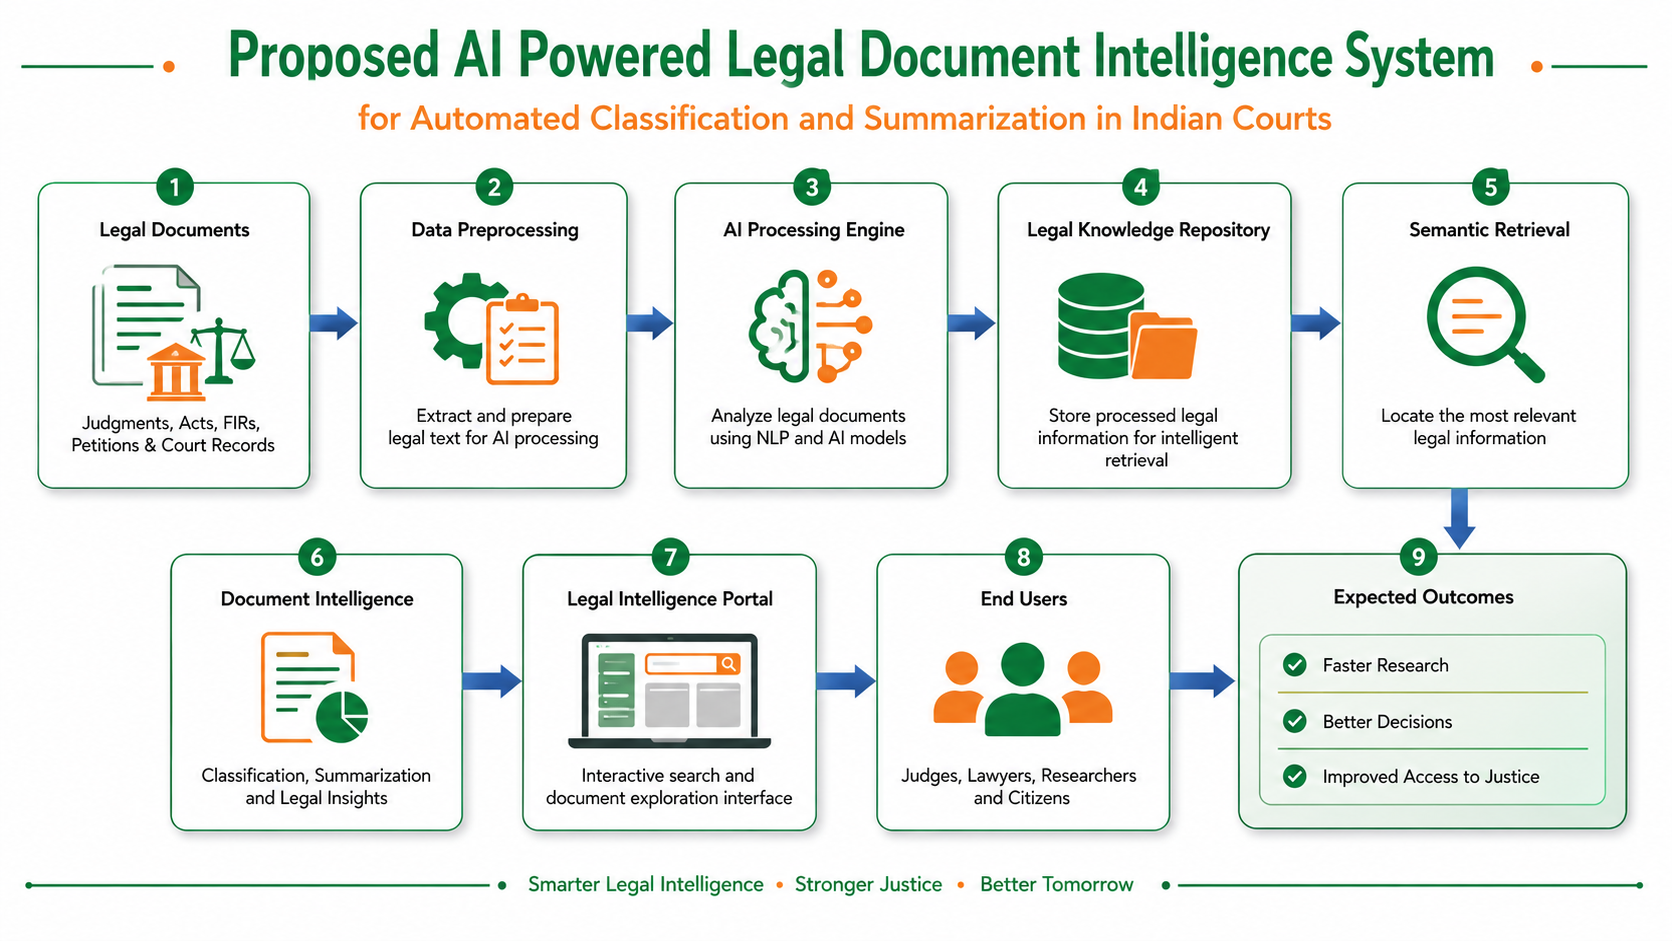 Proposed AI Powered Legal Document Intelligence System
for Automated Classification and Summarization in Indian Courts
1
Legal Documents
Judgments, Acts, FIRs,
Petitions & Court Records
2
Data Preprocessing
Extract and prepare
legal text for AI processing
3
AI Processing Engine
Analyze legal documents
using NLP and AI models
4
Legal Knowledge Repository
Store processed legal
information for intelligent
retrieval
5
Semantic Retrieval
Locate the most relevant
legal information
6
Document Intelligence
Classification, Summarization
and Legal Insights
7
Legal Intelligence Portal
Interactive search and
document exploration interface
8
End Users
Judges, Lawyers, Researchers
and Citizens
9
Expected Outcomes
Faster Research
Better Decisions
Improved Access to Justice
Smarter Legal Intelligence • Stronger Justice • Better Tomorrow